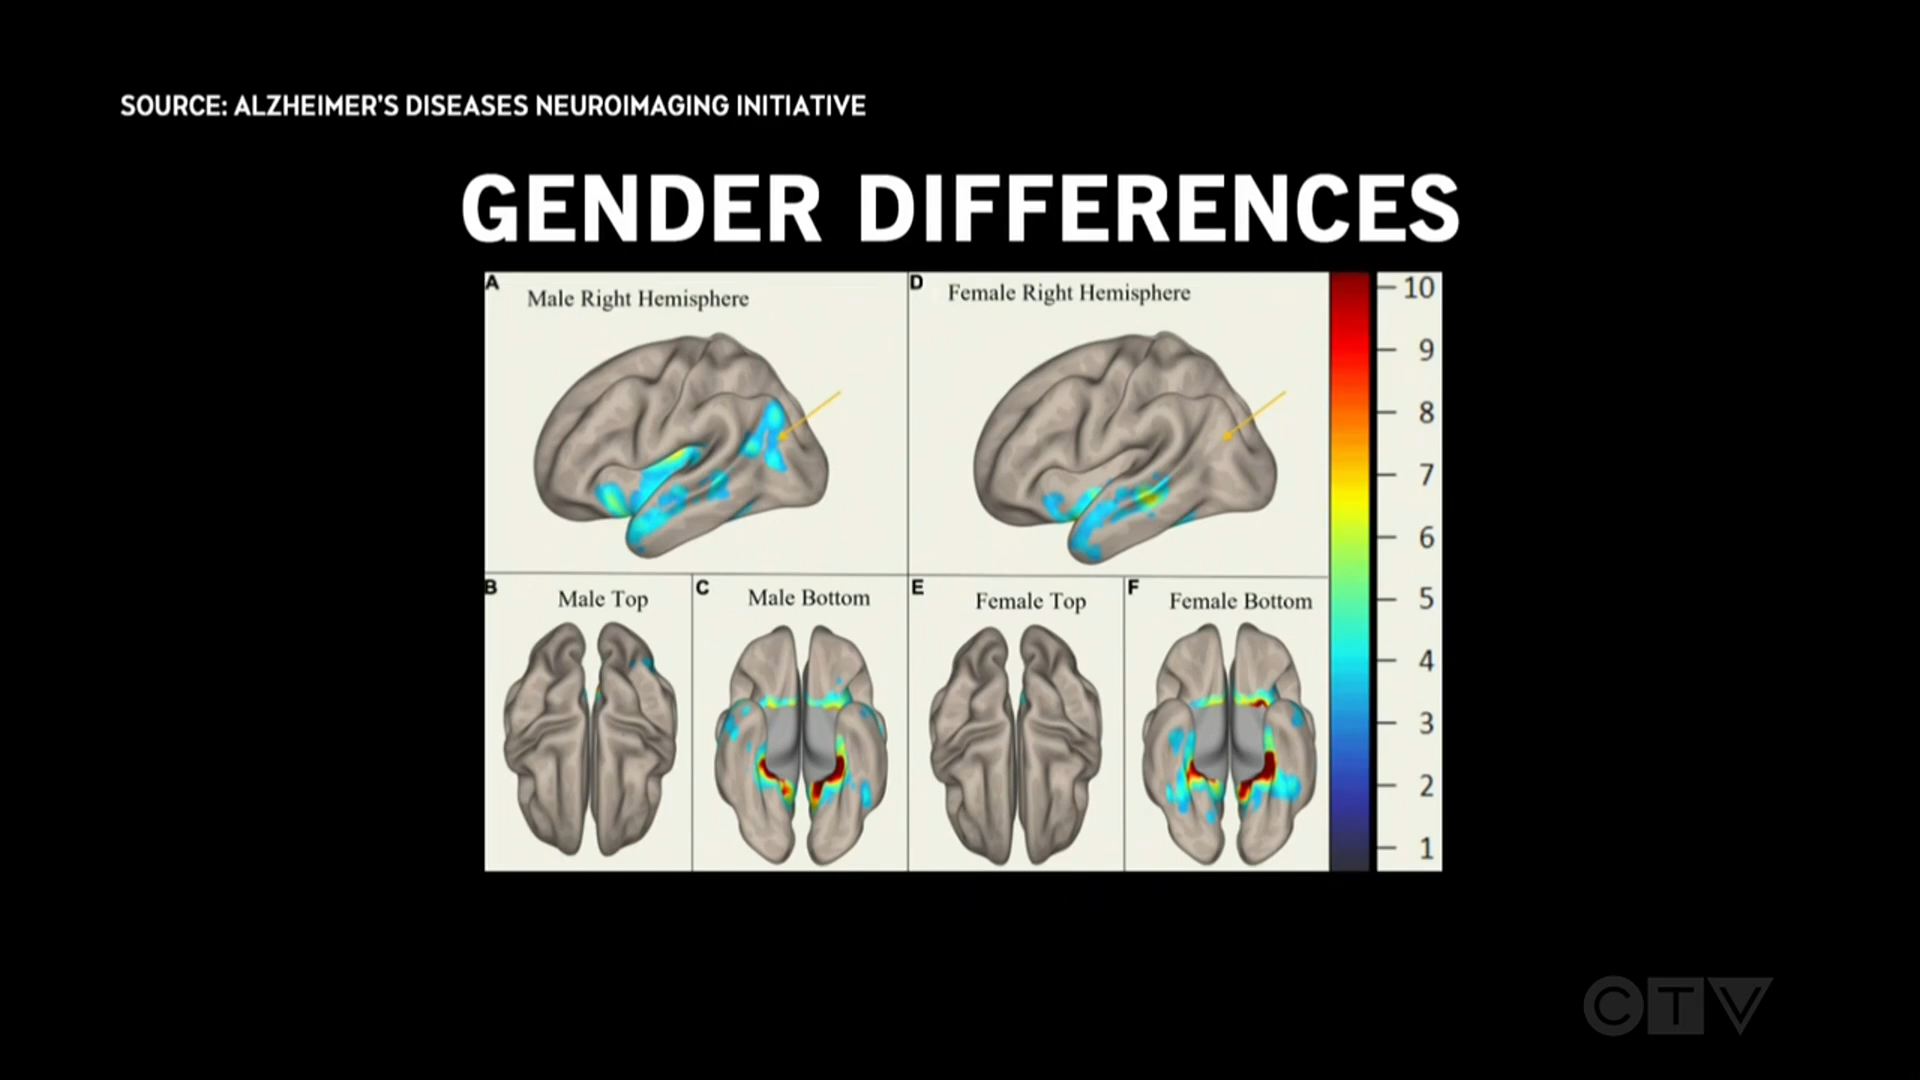 SOURCE: ALZHEIMER'S DISEASES NEUROIMAGING INITIATIVE
GENDER DIFFERENCES
A
Male Right Hemisphere
D
Female Right Hemisphere
10
9
8
7
6
5
4
3
2
1
B
Male Top
C
Male Bottom
E
Female Top
F
Female Bottom
CTV